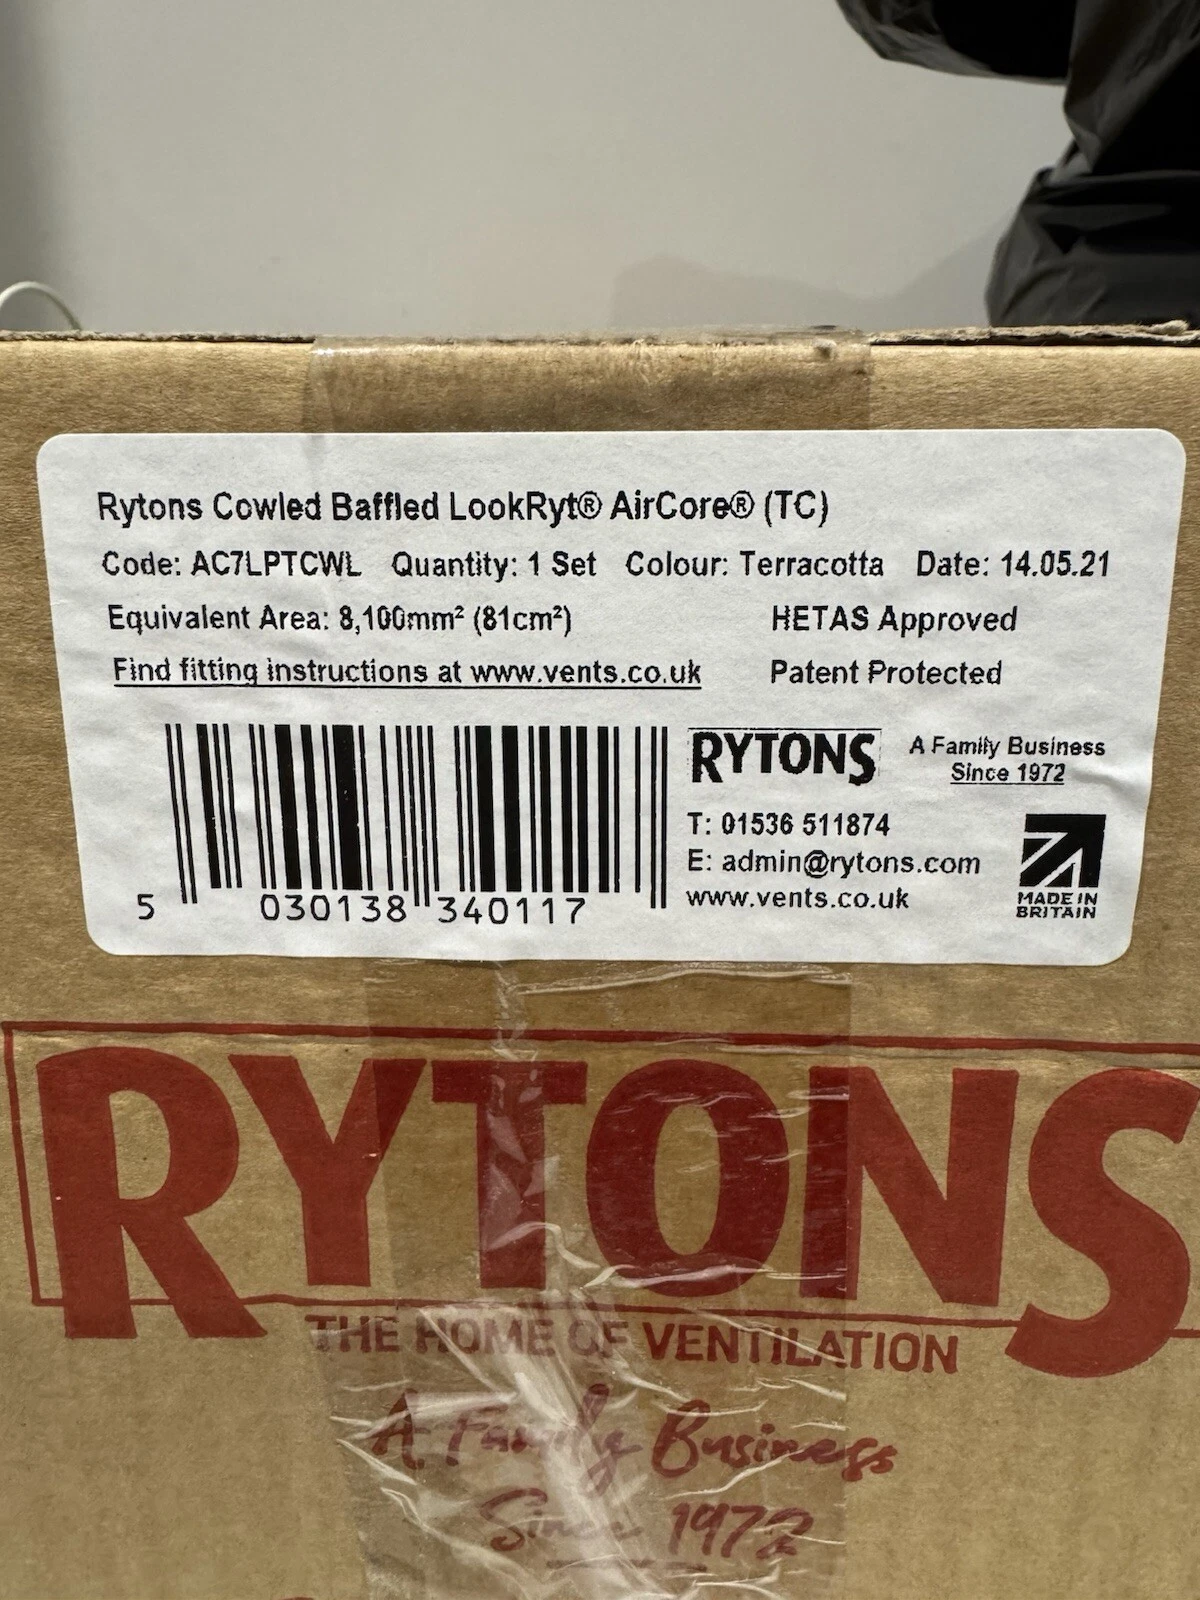 Rytons Cowled Baffled LookRyt® AirCore® (TC)
Code: AC7LPTCWL Quantity: 1 Set Colour: Terracotta Date: 14.05.21
Equivalent Area: 8,100mm² (81cm²) HETAS Approved
Find fitting instructions at www.vents.co.uk Patent Protected
RYTONS A Family Business
Since 1972
T: 01536 511874
E: admin@rytons.com
www.vents.co.uk
MADE IN
BRITAIN
5 030138 340117
RYTONS
THE HOME OF VENTILATION
A Family Business
Since 1972